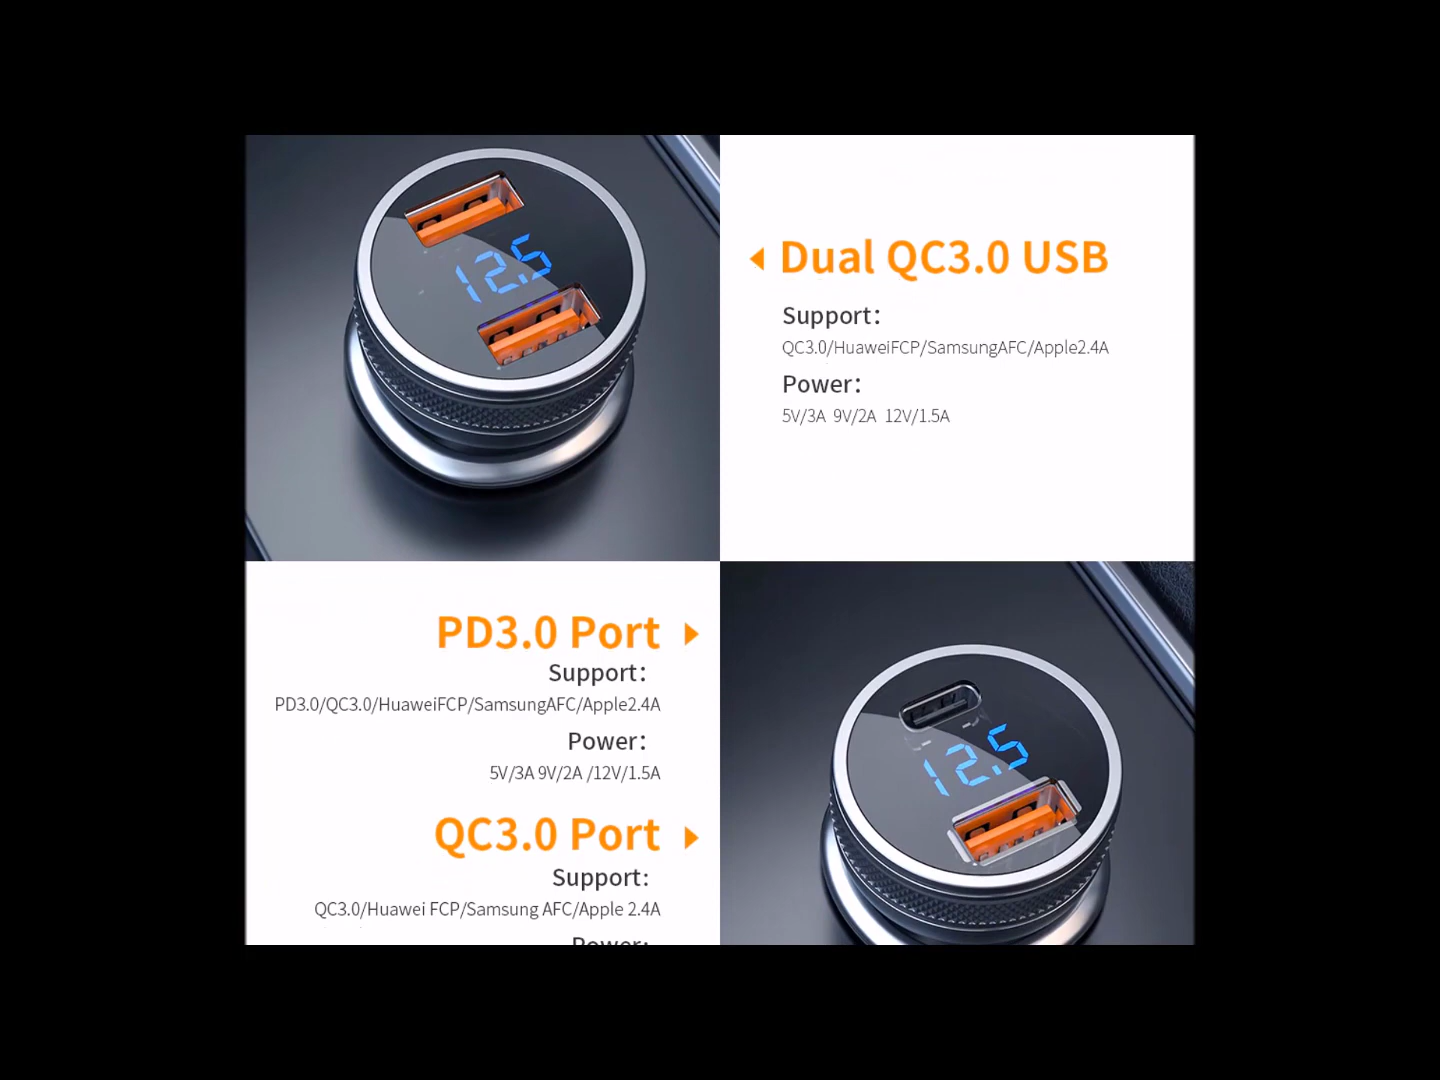 12.5
Dual QC3.0 USB
Support:
QC3.0/HuaweiFCP/SamsungAFC/Apple2.4A
Power:
5V/3A 9V/2A 12V/1.5A
PD3.0 Port
Support:
PD3.0/QC3.0/HuaweiFCP/SamsungAFC/Apple2.4A
Power:
5V/3A 9V/2A /12V/1.5A
QC3.0 Port
Support:
QC3.0/Huawei FCP/Samsung AFC/Apple 2.4A
Power:
12.5